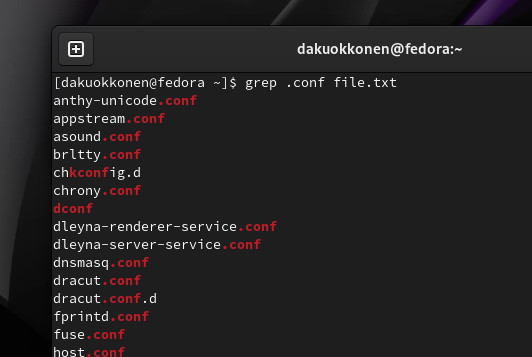 dakuokkonen@fedora:~
[dakuokkonen@fedora ~]$ grep .conf file.txt
anthy-unicode.conf
appstream.conf
asound.conf
brltty.conf
chkconfig.d
chrony.conf
dconf
dleyna-renderer-service.conf
dleyna-server-service.conf
dnsmasq.conf
dracut.conf
dracut.conf.d
fprintd.conf
fuse.conf
host.conf